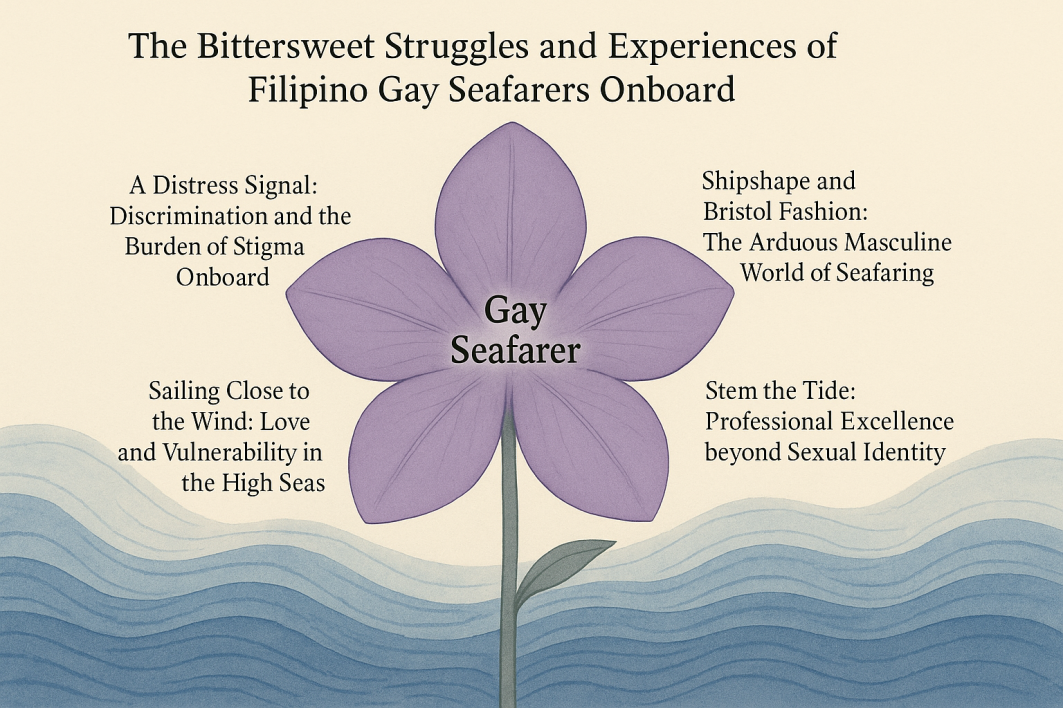 The Bittersweet Struggles and Experiences of
Filipino Gay Seafarers Onboard
A Distress Signal:
Discrimination and the
Burden of Stigma
Onboard
Shipshape and
Bristol Fashion:
The Arduous Masculine
World of Seafaring
Gay
Seafarer
Sailing Close to
the Wind: Love
and Vulnerability in
the High Seas
Stem the Tide:
Professional Excellence
beyond Sexual Identity